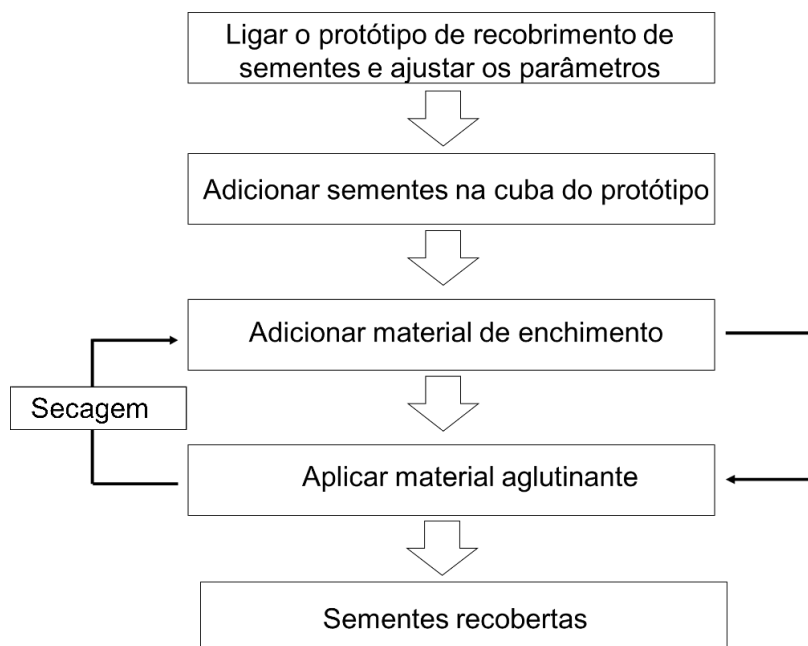 Ligar o protótipo de recobrimento de
sementes e ajustar os parâmetros
Adicionar sementes na cuba do protótipo
Adicionar material de enchimento
Secagem
Aplicar material aglutinante
Sementes recobertas